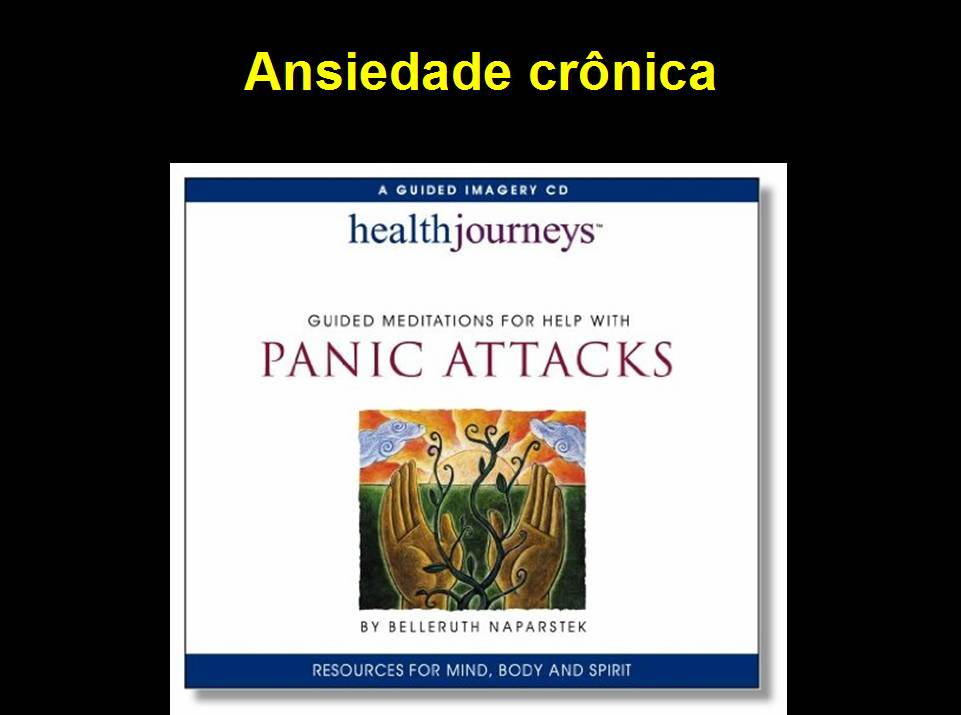 Ansiedade crônica
A GUIDED IMAGERY CD
healthjourneys™
GUIDED MEDITATIONS FOR HELP WITH
PANIC ATTACKS
BY BELLERUTH NAPARSTEK
RESOURCES FOR MIND, BODY AND SPIRIT